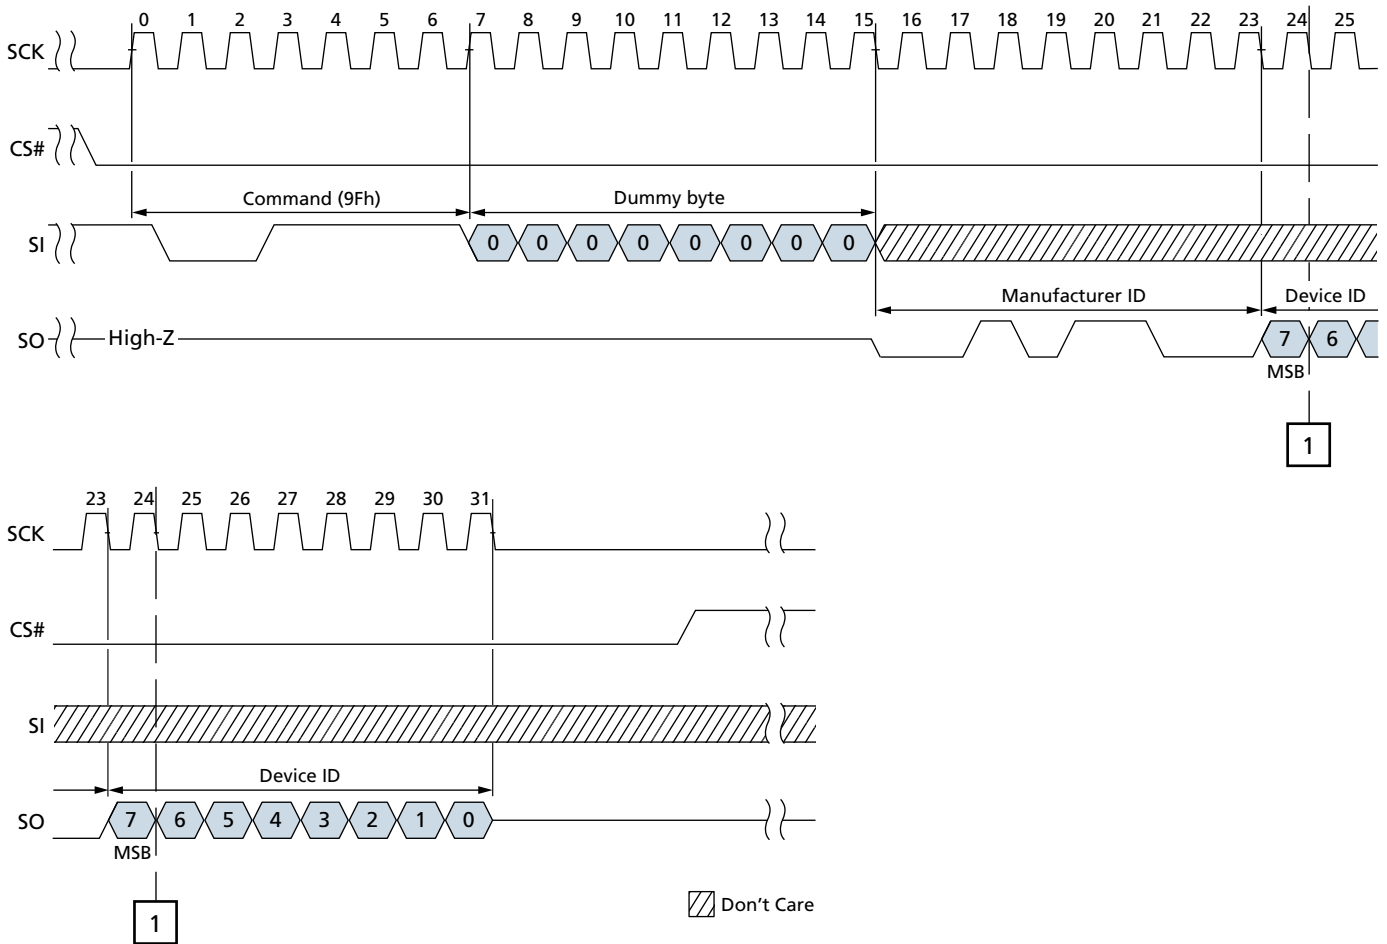 0 1 2 3 4 5 6 7 8 9 10 11 12 13 14 15 16 17 18 19 20 21 22 23 24 25
SCK
CS#
Command (9Fh) Dummy byte
SI 0 0 0 0 0 0 0 0
Manufacturer ID Device ID
SO High-Z 7 6
MSB
1
23 24 25 26 27 28 29 30 31
SCK
CS#
SI
Device ID
SO 7 6 5 4 3 2 1 0
MSB
Don't Care
1